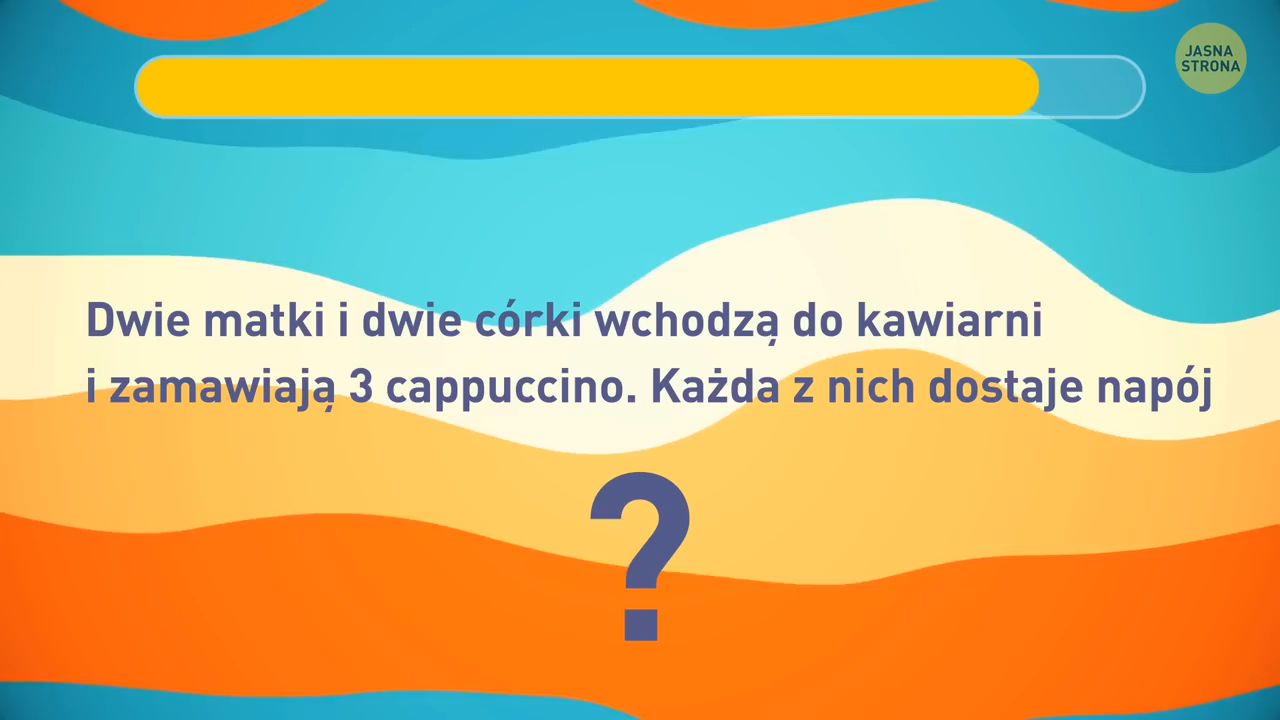 JASNA
STRONA
Dwie matki i dwie córki wchodzą do kawiarni
i zamawiają 3 cappuccino. Każda z nich dostaje napój
?